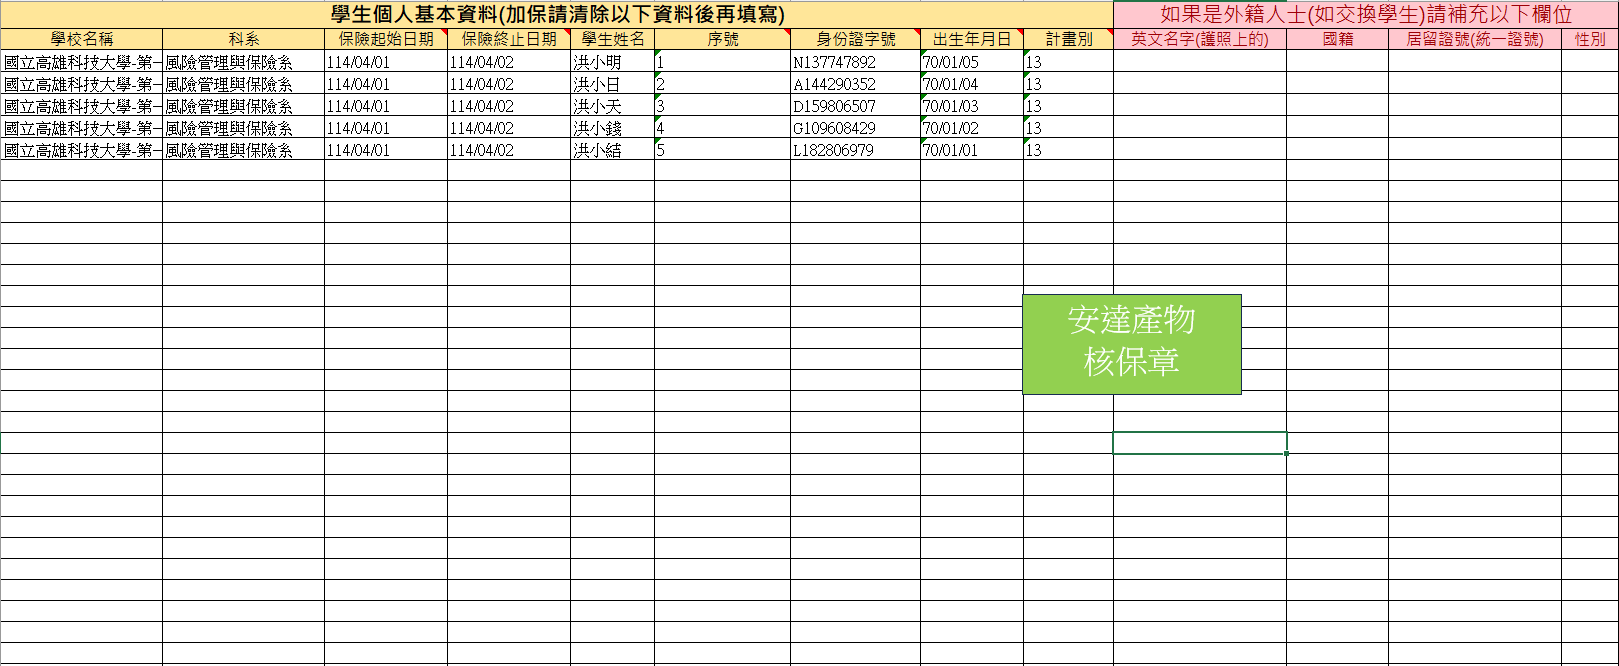 學生個人基本資料(加保請清除以下資料後再填寫) 如果是外籍人士(如交換學生)請補充以下欄位
學校名稱 科系 保險起始日期 保險終止日期 學生姓名 序號 身份證字號 出生年月日 計畫別 英文名字(護照上的) 國籍 居留證號(統一證號) 性別
國立高雄科技大學-第一 風險管理與保險系 114/04/01 114/04/02 洪小明 1 N137747892 70/01/05 13
國立高雄科技大學-第一 風險管理與保險系 114/04/01 114/04/02 洪小日 2 A144290352 70/01/04 13
國立高雄科技大學-第一 風險管理與保險系 114/04/01 114/04/02 洪小天 3 D159806507 70/01/03 13
國立高雄科技大學-第一 風險管理與保險系 114/04/01 114/04/02 洪小錢 4 G109608429 70/01/02 13
國立高雄科技大學-第一 風險管理與保險系 114/04/01 114/04/02 洪小結 5 L182806979 70/01/01 13
安達產物
核保章